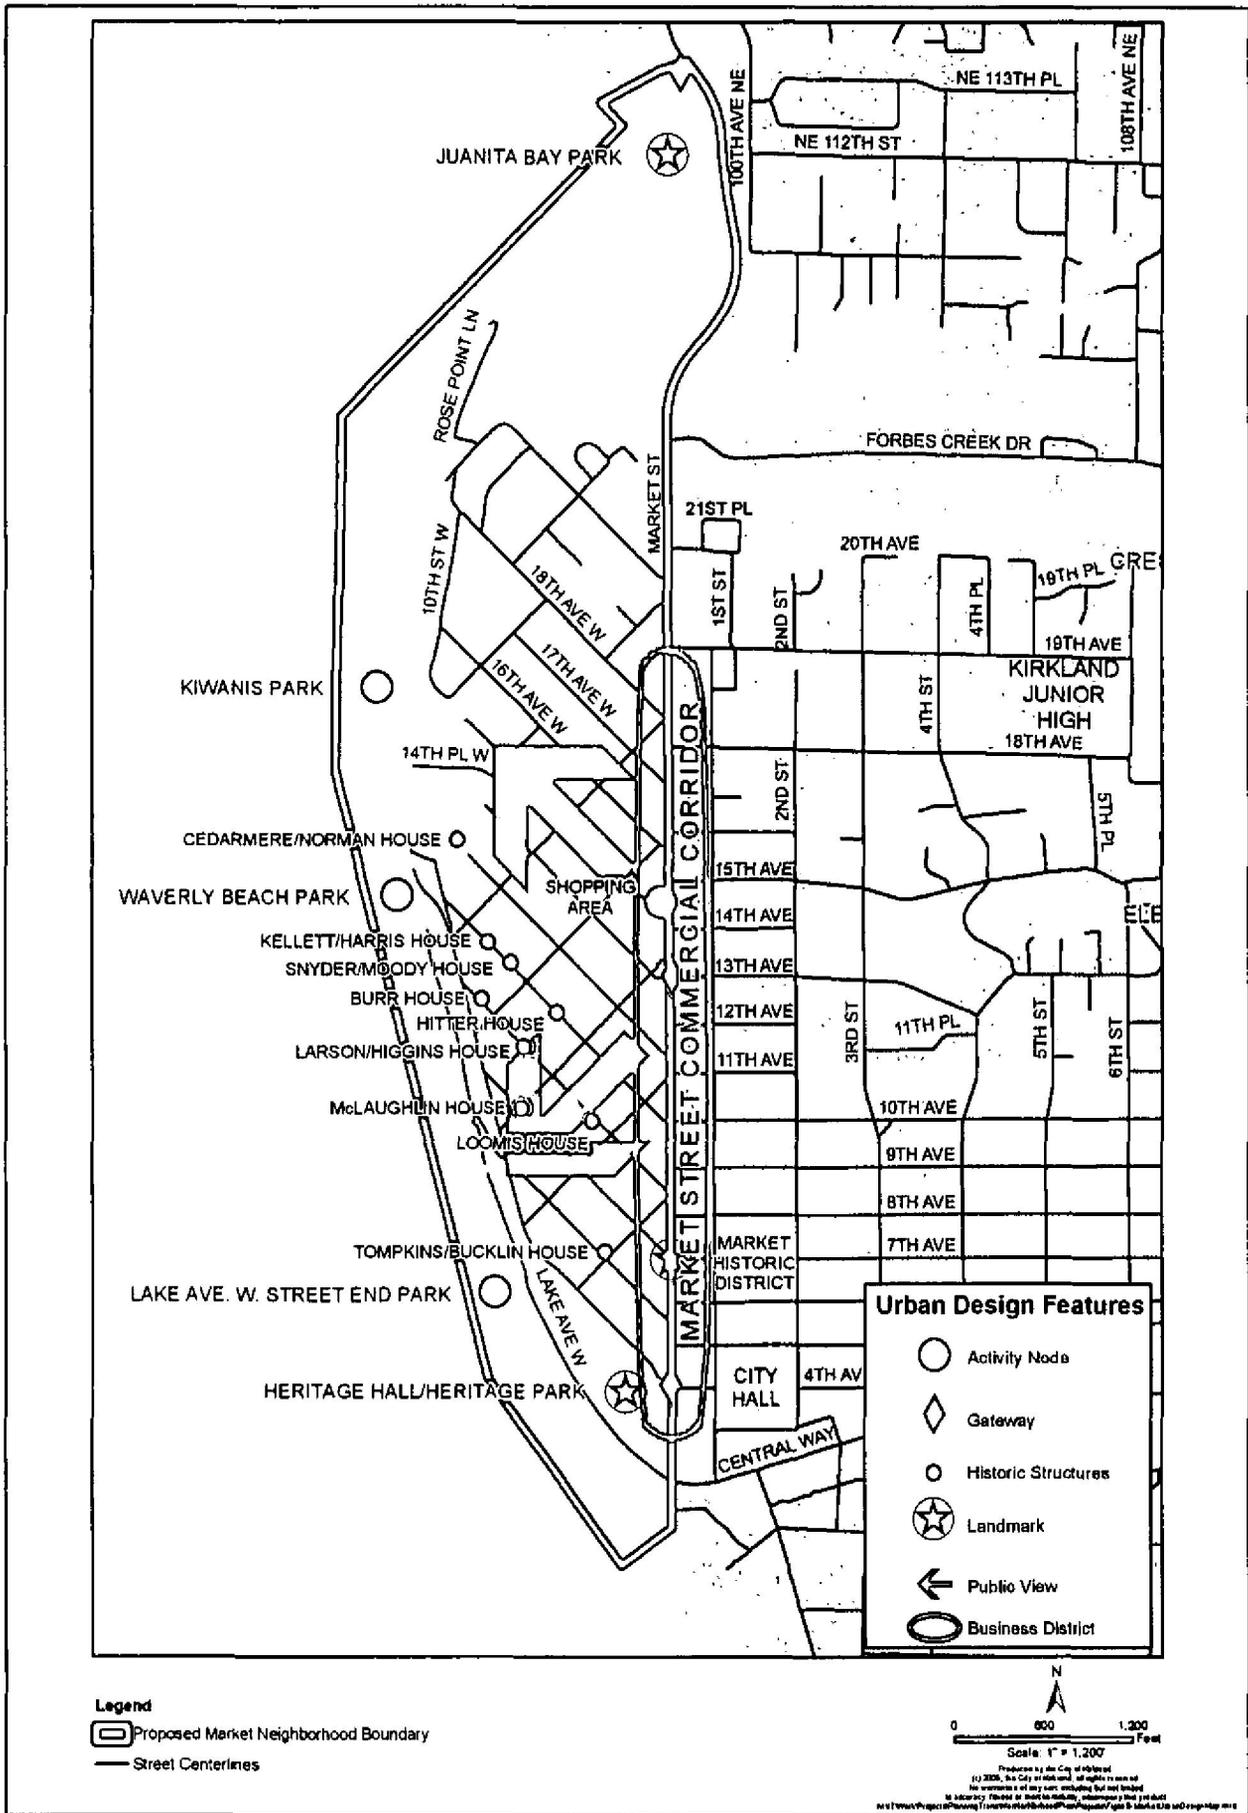 NE 113TH PL
100TH AVE NE
108TH AVE NE
NE 112TH ST
JUANITA BAY PARK
ROSE POINT LN
FORBES CREEK DR
MARKET ST
21ST PL
20TH AVE
10TH ST W
18TH AVE W
1ST ST
2ND ST
4TH PL
19TH PL
GRE
19TH AVE
17TH AVE W
16TH AVE W
KIWANIS PARK
KIRKLAND
JUNIOR
HIGH
4TH ST
18TH AVE
14TH PL W
2ND ST
5TH PL
CEDARMERE/NORMAN HOUSE
WAVERLY BEACH PARK
SHOPPING
AREA
15TH AVE
14TH AVE
ELE
KELLETT/HARRIS HOUSE
SNYDER/MOODY HOUSE
13TH AVE
BURR HOUSE
HITTER HOUSE
12TH AVE
3RD ST
11TH PL
5TH ST
6TH ST
LARSON/HIGGINS HOUSE
11TH AVE
McLAUGHLIN HOUSE
10TH AVE
LOOMIS HOUSE
9TH AVE
8TH AVE
MARKET STREET COMMERCIAL CORRIDOR
TOMPKINS/BUCKLIN HOUSE
MARKET
HISTORIC
DISTRICT
7TH AVE
LAKE AVE. W. STREET END PARK
LAKE AVE W
HERITAGE HALL/HERITAGE PARK
CITY
HALL
4TH AV
CENTRAL WAY
Urban Design Features
Activity Node
Gateway
Historic Structures
Landmark
Public View
Business District
Legend
Proposed Market Neighborhood Boundary
Street Centerlines
N
0 600 1,200
Feet
Scale: 1" = 1,200'
Produced by the City of Kirkland